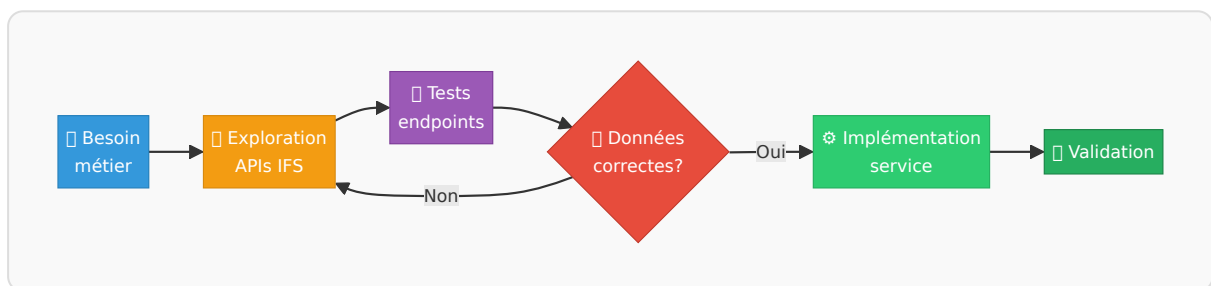 Besoin
métier
Exploration
APIs IFS
Tests
endpoints
Données
correctes?
Non
Oui
⚙ Implémentation
service
Validation